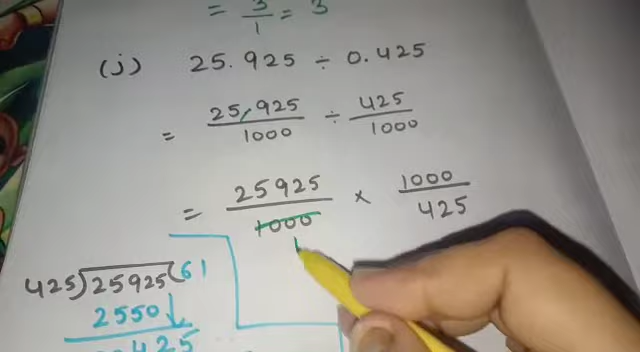 = 3/1 = 3
(j) 25.925 ÷ 0.425
= 25,925/1000 ÷ 425/1000
= 25925/1000 × 1000/425
1
425)25925(61
2550
425